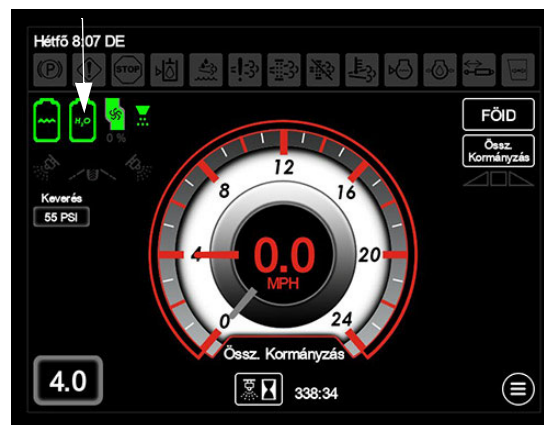 Hétfő 8:07 DE
STOP
H₂O
0 %
FÖID
Össz.
Kormányzás
Keverés
55 PSI
12
8
16
4
20
0.0
MPH
0
24
Össz. Kormányzás
4.0
338:34